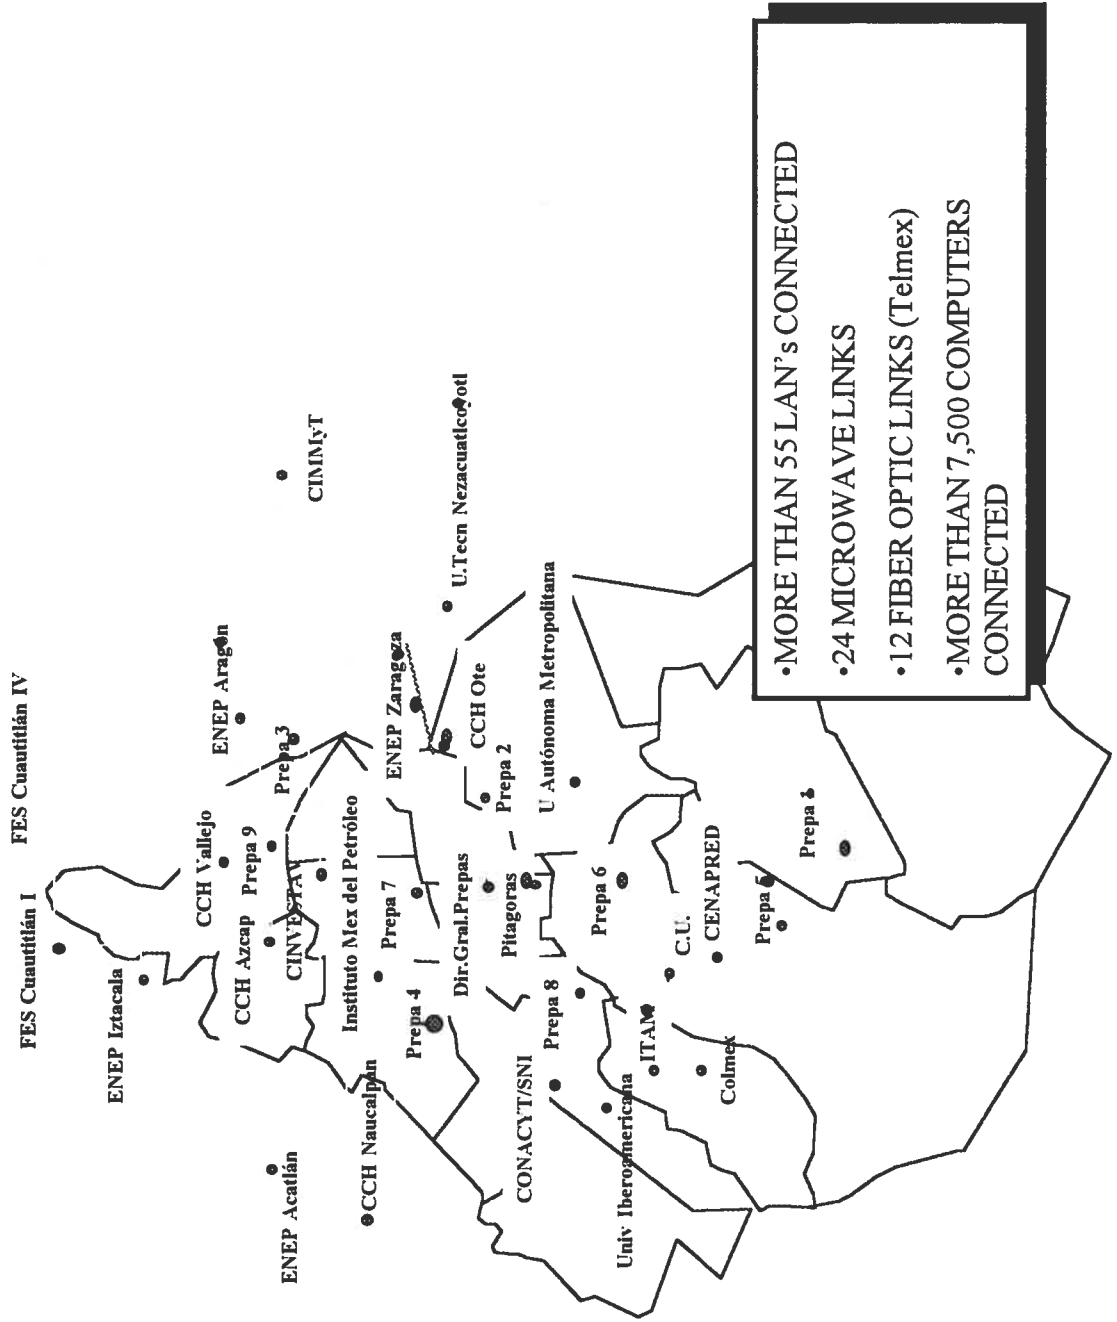 FES Cuautitlán I
FES Cuautitlán IV
ENEP Iztacala
CCH Vallejo
ENEP Aragón
CCH Azcap
Prepa 9
Prepa 3
ENEP Acatlán
CINVESTAV
CIMMyT
Instituto Mex del Petróleo
CCH Naucalpán
Prepa 7
ENEP Zaragoza
Prepa 4
U.Tecn Nezacuatlcoyotl
Dir.Gral.Prepas
CCH Ote
Pitagoras
Prepa 2
CONACYT/SNI
Prepa 8
U Autónoma Metropolitana
Prepa 6
Univ Iberoamericana
ITAM
C.U.
CENAPRED
Colmex
Prepa 5
Prepa 1
•MORE THAN 55 LAN's CONNECTED
•24 MICROWAVE LINKS
•12 FIBER OPTIC LINKS (Telmex)
•MORE THAN 7,500 COMPUTERS
CONNECTED